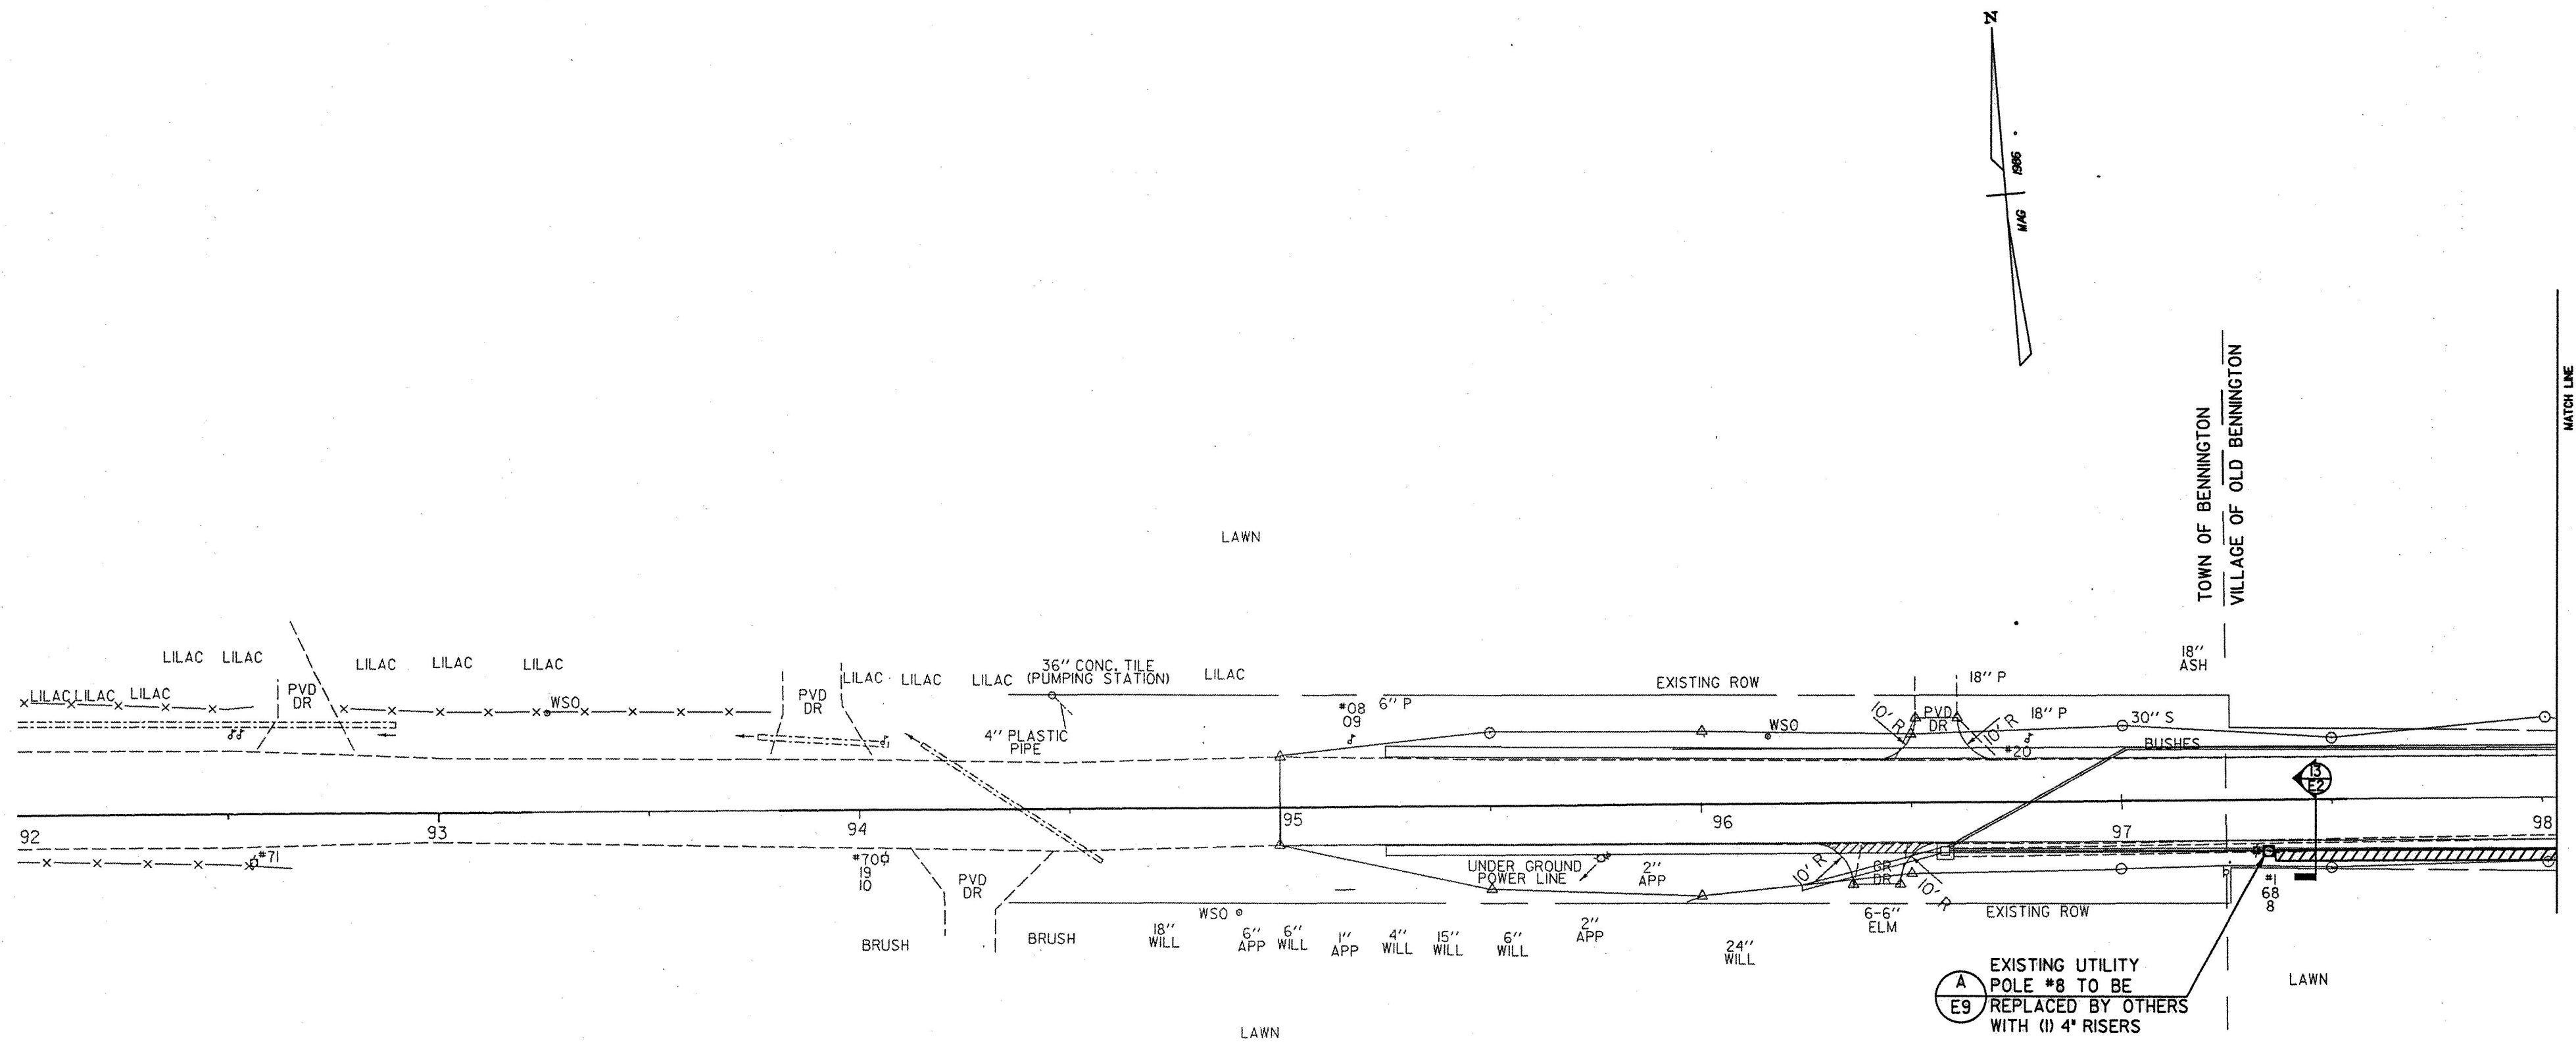 N
1986
MAG
MATCH LINE
TOWN OF BENNINGTON
VILLAGE OF OLD BENNINGTON
LAWN
LILAC LILAC
LILAC LILAC LILAC
LILAC LILAC LILAC
PVD
DR
WSO
PVD
DR
LILAC LILAC LILAC
36" CONC. TILE
(PUMPING STATION)
LILAC
4" PLASTIC
PIPE
#08
09
6" P
EXISTING ROW
WSO
10' R
PVD
DR
10' R
18" P
18" P
#20
30" S
BUSHES
18"
ASH
13
E2
92
93
94
95
96
97
98
#71
#70
19
10
PVD
DR
BRUSH
BRUSH
WSO
18"
WILL
6"
APP
6"
WILL
1"
APP
4"
WILL
15"
WILL
6"
WILL
2"
APP
UNDER GROUND
POWER LINE
2"
APP
24"
WILL
10' R
GR
DR
10' R
6-6"
ELM
EXISTING ROW
#1
68
8
A
E9
EXISTING UTILITY
POLE #8 TO BE
REPLACED BY OTHERS
WITH (1) 4" RISERS
LAWN
LAWN